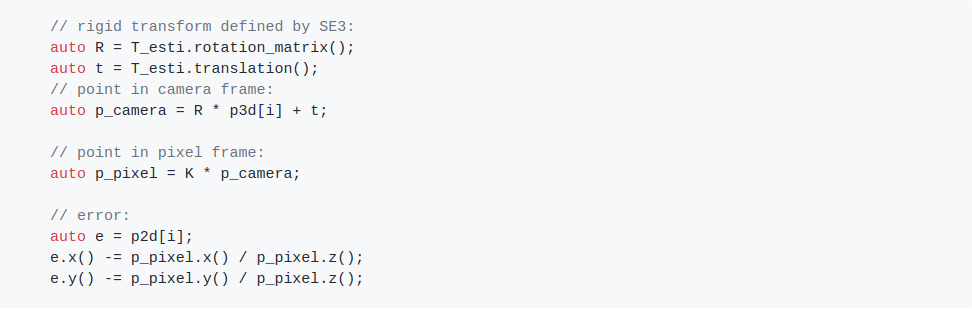 // rigid transform defined by SE3:
auto R = T_esti.rotation_matrix();
auto t = T_esti.translation();
// point in camera frame:
auto p_camera = R * p3d[i] + t;
// point in pixel frame:
auto p_pixel = K * p_camera;
// error:
auto e = p2d[i];
e.x() -= p_pixel.x() / p_pixel.z();
e.y() -= p_pixel.y() / p_pixel.z();